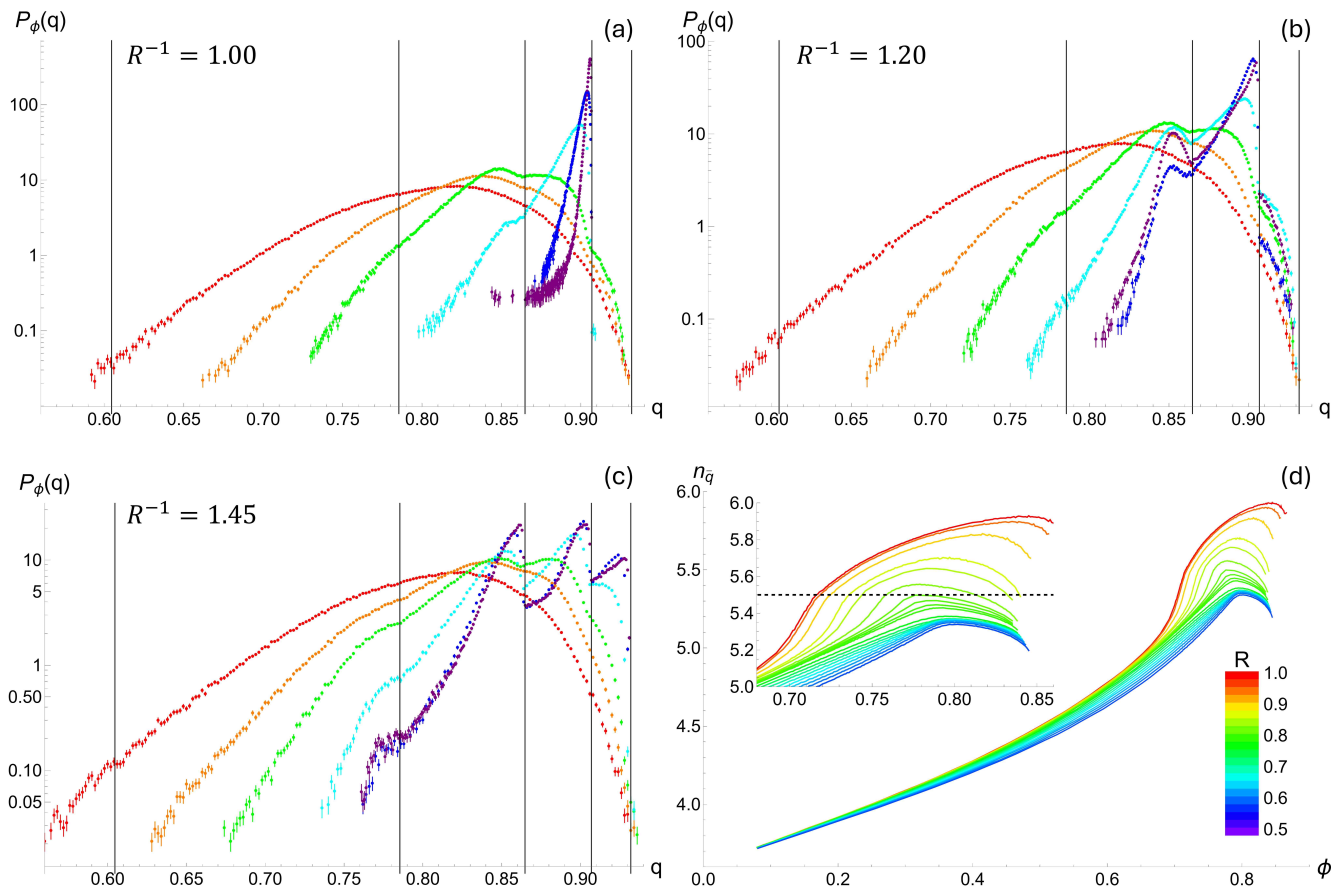 P_ϕ(q)
(a)
R⁻¹ = 1.00
100
10
1
0.1
0.60 0.65 0.70 0.75 0.80 0.85 0.90 q
P_ϕ(q)
(b)
R⁻¹ = 1.20
100
10
1
0.1
0.60 0.65 0.70 0.75 0.80 0.85 0.90 q
P_ϕ(q)
(c)
R⁻¹ = 1.45
10
5
1
0.50
0.10
0.05
0.60 0.65 0.70 0.75 0.80 0.85 0.90 q
n_q̄
(d)
6.0
5.5
5.0
4.5
4.0
0.0 0.2 0.4 0.6 0.8 ϕ
6.0
5.8
5.6
5.4
5.2
5.0
0.70 0.75 0.80 0.85
R
1.0
0.9
0.8
0.7
0.6
0.5